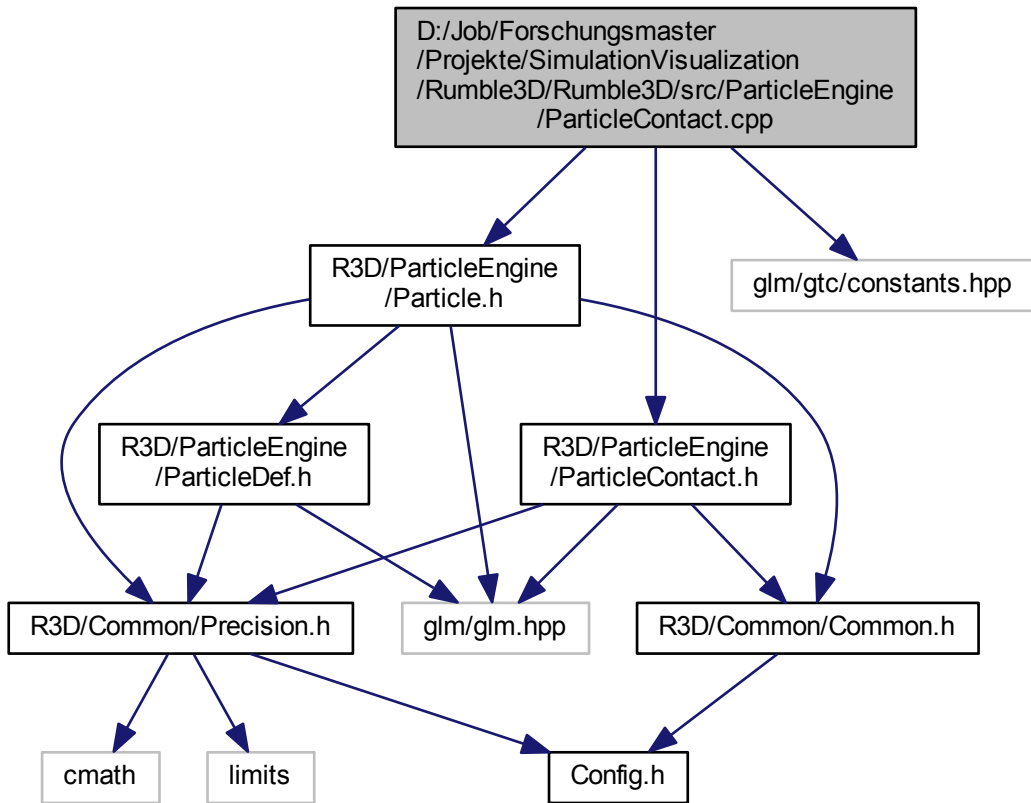 D:/Job/Forschungsmaster
/Projekte/SimulationVisualization
/Rumble3D/Rumble3D/src/ParticleEngine
/ParticleContact.cpp
R3D/ParticleEngine
/Particle.h
glm/gtc/constants.hpp
R3D/ParticleEngine
/ParticleDef.h
R3D/ParticleEngine
/ParticleContact.h
R3D/Common/Precision.h
glm/glm.hpp
R3D/Common/Common.h
cmath
limits
Config.h